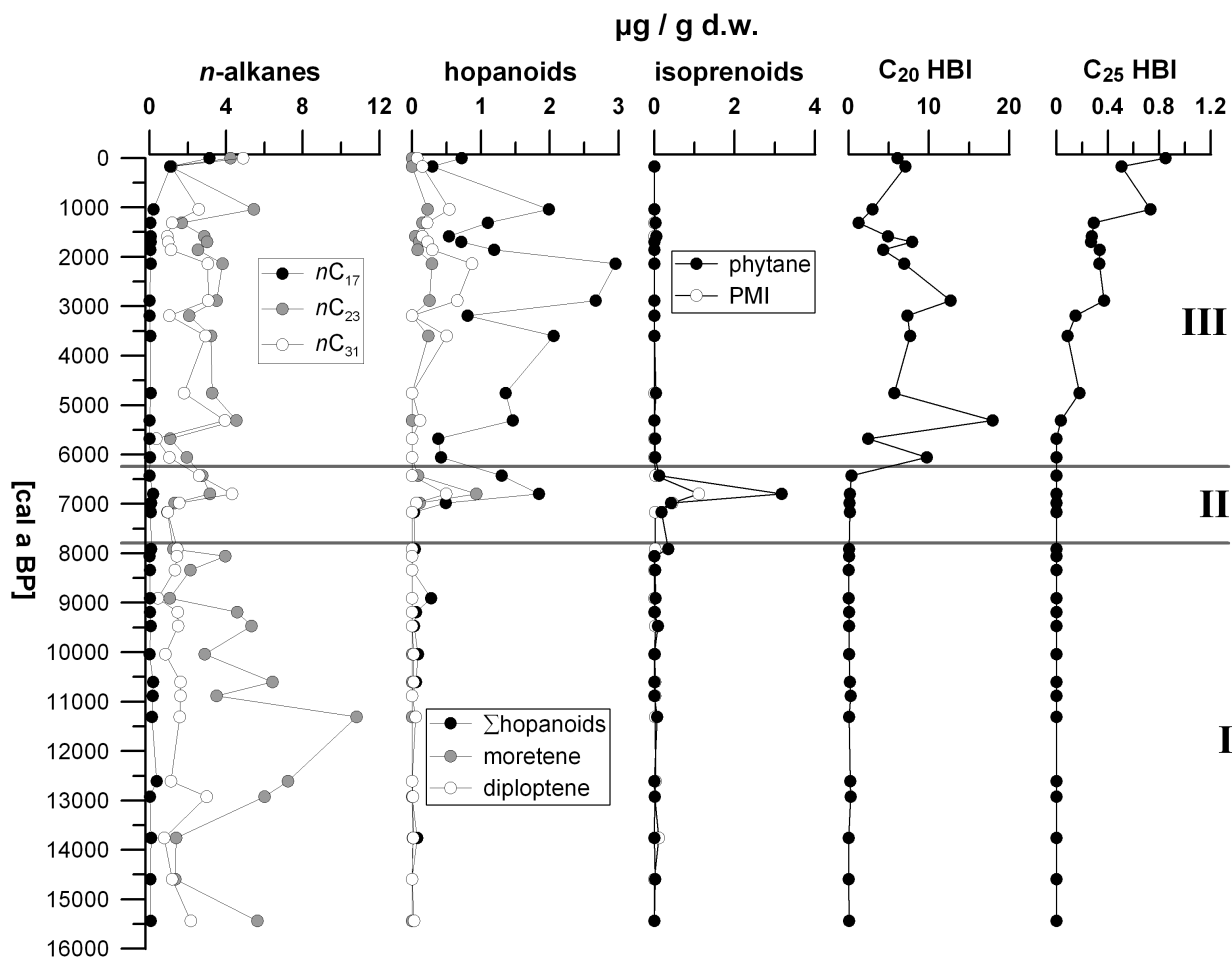 µg / g d.w.
n-alkanes hopanoids isoprenoids C₂₀ HBI C₂₅ HBI
0 4 8 12 0 1 2 3 0 2 4 0 10 20 0 0.4 0.8 1.2
0
1000
2000
3000
4000
5000
6000
7000
8000
9000
10000
11000
12000
13000
14000
15000
16000
[cal a BP]
nC₁₇
nC₂₃
nC₃₁
phytane
PMI
∑hopanoids
moretene
diploptene
III
II
I